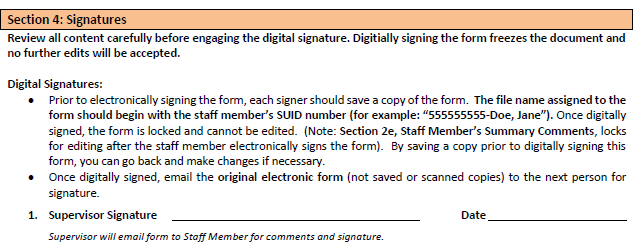 Section 4: Signatures
Review all content carefully before engaging the digital signature. Digitially signing the form freezes the document and
no further edits will be accepted.
Digital Signatures:
• Prior to electronically signing the form, each signer should save a copy of the form. The file name assigned to the
form should begin with the staff member's SUID number (for example: "555555555-Doe, Jane"). Once digitally
signed, the form is locked and cannot be edited. (Note: Section 2e, Staff Member's Summary Comments, locks
for editing after the staff member electronically signs the form). By saving a copy prior to digitally signing this
form, you can go back and make changes if necessary.
• Once digitally signed, email the original electronic form (not saved or scanned copies) to the next person for
signature.
1. Supervisor Signature ____________________ Date____________________
Supervisor will email form to Staff Member for comments and signature.